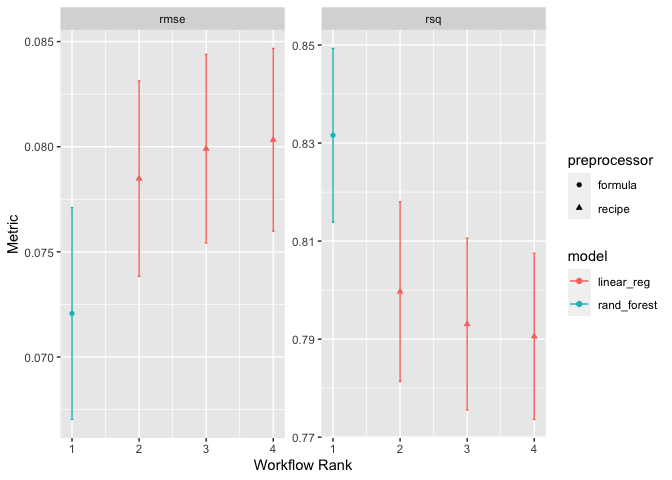 rmse
rsq
0.085
0.080
0.075
0.070
0.85
0.83
0.81
0.79
0.77
Metric
1 2 3 4
1 2 3 4
Workflow Rank
preprocessor
formula
recipe
model
linear_reg
rand_forest